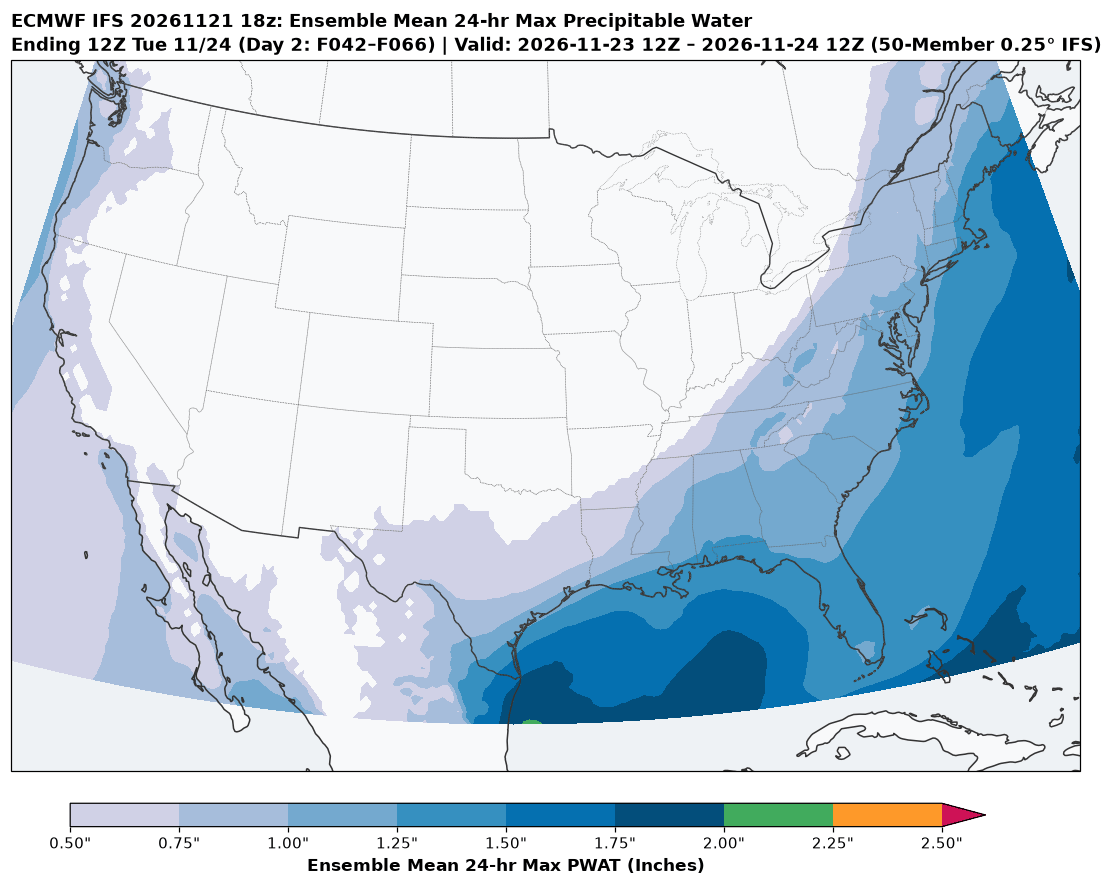 ECMWF IFS 20261121 18z: Ensemble Mean 24-hr Max Precipitable Water
Ending 12Z Tue 11/24 (Day 2: F042–F066) | Valid: 2026-11-23 12Z – 2026-11-24 12Z (50-Member 0.25° IFS)
0.50" 0.75" 1.00" 1.25" 1.50" 1.75" 2.00" 2.25" 2.50"
Ensemble Mean 24-hr Max PWAT (Inches)